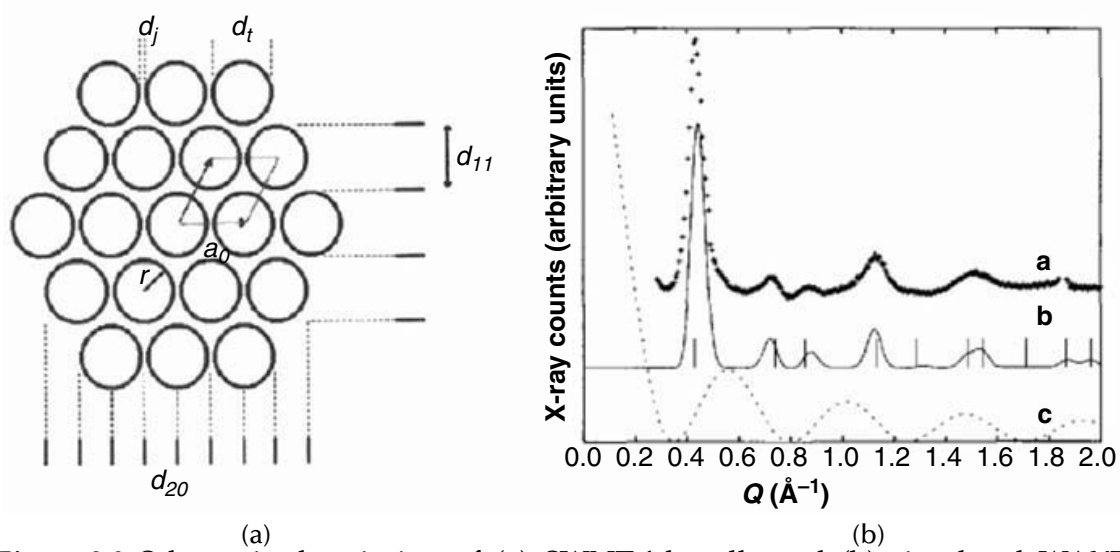 d_j
d_t
d_11
a_0
r
d_20
(a)
X-ray counts (arbitrary units)
a
b
c
0.0 0.2 0.4 0.6 0.8 1.0 1.2 1.4 1.6 1.8 2.0
Q (Å⁻¹)
(b)